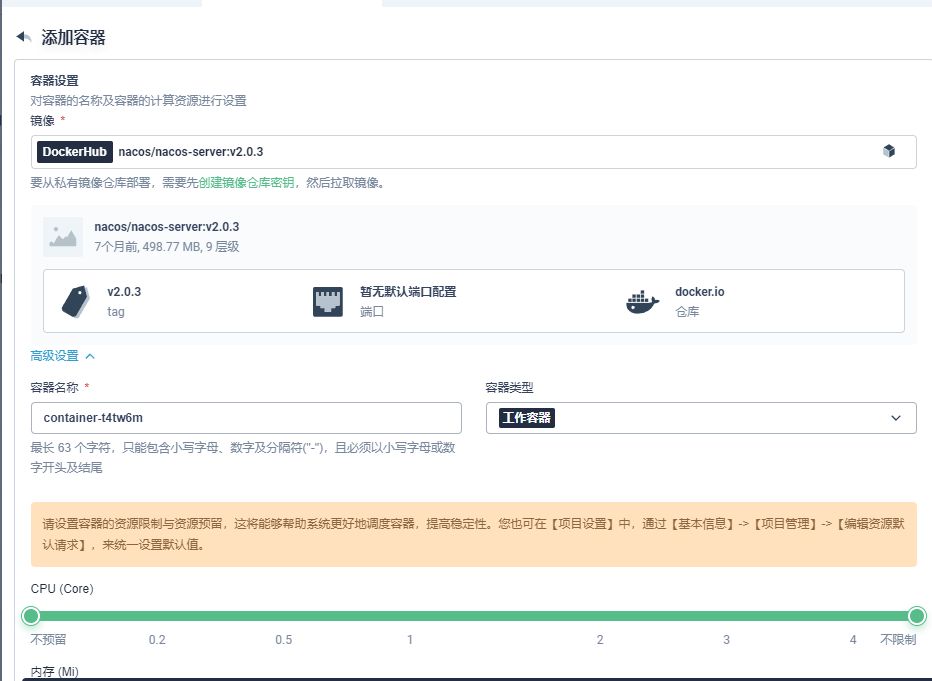 添加容器
容器设置
对容器的名称及容器的计算资源进行设置
镜像 *
DockerHub nacos/nacos-server:v2.0.3
要从私有镜像仓库部署，需要先创建镜像仓库密钥，然后拉取镜像。
nacos/nacos-server:v2.0.3
7个月前, 498.77 MB, 9 层级
v2.0.3 暂无默认端口配置 docker.io
tag 端口 仓库
高级设置
容器名称 * 容器类型
container-t4tw6m 工作容器
最长 63 个字符，只能包含小写字母、数字及分隔符("-")，且必须以小写字母或数
字开头及结尾
请设置容器的资源限制与资源预留，这将能够帮助系统更好地调度容器，提高稳定性。您也可在【项目设置】中，通过【基本信息】->【项目管理】->【编辑资源默
认请求】，来统一设置默认值。
CPU (Core)
不预留 0.2 0.5 1 2 3 4 不限制
内存 (Mi)